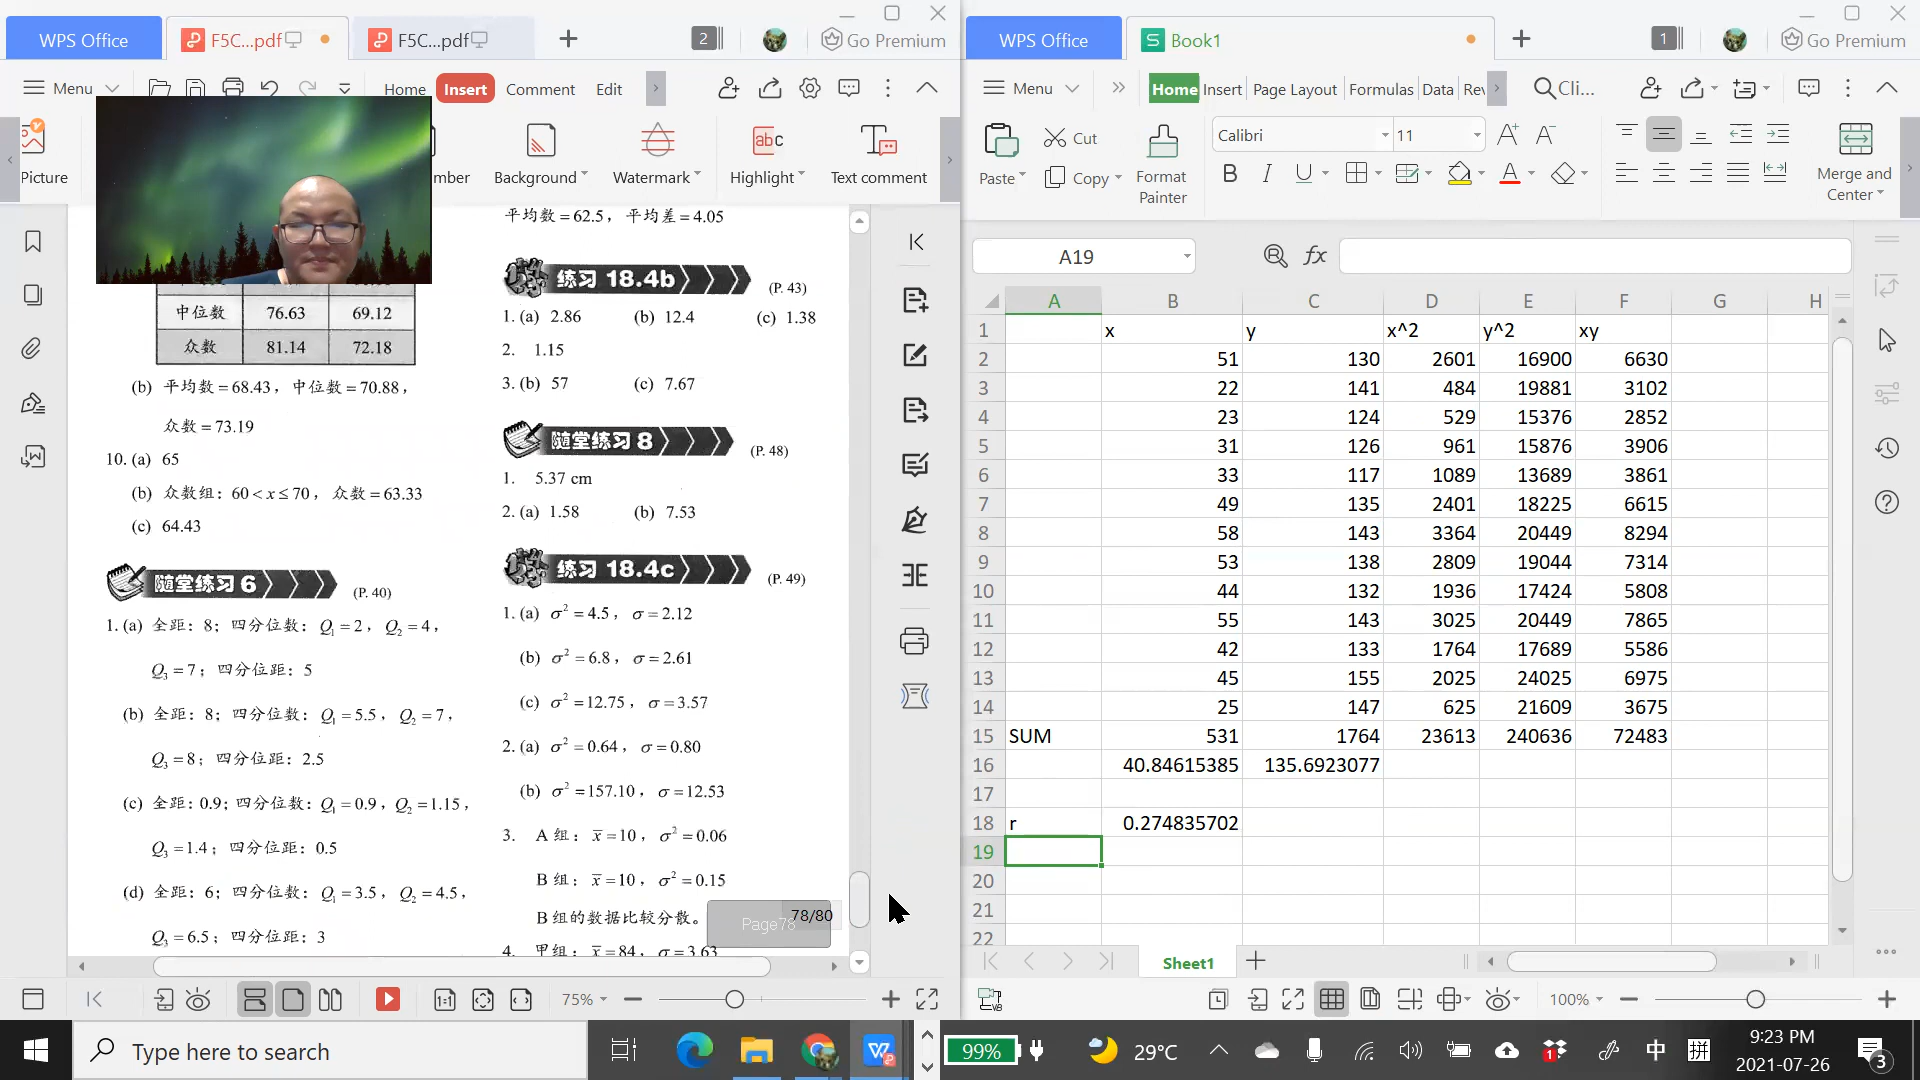 WPS Office
F5C...pdf
F5C...pdf
2
Go Premium
Menu
Home
Insert
Comment
Edit
Picture
mber
Background
Watermark
abc
Highlight
Text comment
中位数 76.63 69.12
众数 81.14 72.18
(b) 平均数=68.43, 中位数=70.88,
众数=73.19
10. (a) 65
(b) 众数组: 60<x≤70, 众数=63.33
(c) 64.43
随堂练习 6 (P. 40)
1. (a) 全距: 8; 四分位数: Q₁=2, Q₂=4,
Q₃=7; 四分位距: 5
(b) 全距: 8; 四分位数: Q₁=5.5, Q₂=7,
Q₃=8; 四分位距: 2.5
(c) 全距: 0.9; 四分位数: Q₁=0.9, Q₂=1.15,
Q₃=1.4; 四分位距: 0.5
(d) 全距: 6; 四分位数: Q₁=3.5, Q₂=4.5,
Q₃=6.5; 四分位距: 3
平均数=62.5, 平均差=4.05
练习 18.4b (P. 43)
1. (a) 2.86 (b) 12.4 (c) 1.38
2. 1.15
3. (b) 57 (c) 7.67
随堂练习 8 (P. 48)
1. 5.37 cm
2. (a) 1.58 (b) 7.53
练习 18.4c (P. 49)
1. (a) σ²=4.5, σ=2.12
(b) σ²=6.8, σ=2.61
(c) σ²=12.75, σ=3.57
2. (a) σ²=0.64, σ=0.80
(b) σ²=157.10, σ=12.53
3. A 组: x̅=10, σ²=0.06
B 组: x̅=10, σ²=0.15
B 组的数据比较分散。
4. 甲组: x̅=84, σ=3.63
Page78
78/80
75%
WPS Office
Book1
1
Go Premium
Menu
Home
Insert
Page Layout
Formulas
Data
Rev
Cli...
Paste
Cut
Copy
Format
Painter
Calibri
11
B I U
Merge and
Center
A19
fx
A B C D E F G H
1 x y x^2 y^2 xy
2 51 130 2601 16900 6630
3 22 141 484 19881 3102
4 23 124 529 15376 2852
5 31 126 961 15876 3906
6 33 117 1089 13689 3861
7 49 135 2401 18225 6615
8 58 143 3364 20449 8294
9 53 138 2809 19044 7314
10 44 132 1936 17424 5808
11 55 143 3025 20449 7865
12 42 133 1764 17689 5586
13 45 155 2025 24025 6975
14 25 147 625 21609 3675
15 SUM 531 1764 23613 240636 72483
16 40.84615385 135.6923077
17
18 r 0.274835702
19
20
21
22
Sheet1
100%
Type here to search
99%
29°C
中
拼
9:23 PM
2021-07-26
3